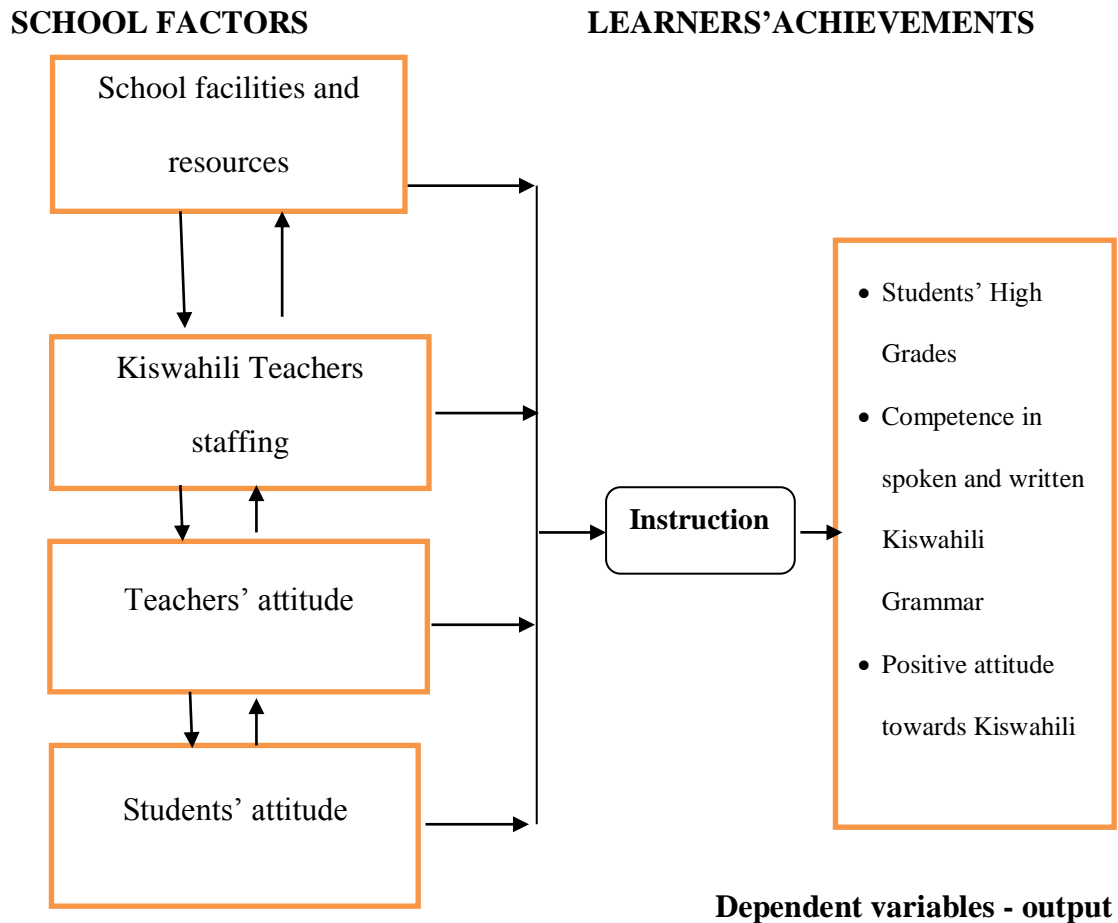 SCHOOL FACTORS
LEARNERS’ACHIEVEMENTS
School facilities and
resources
Kiswahili Teachers
staffing
Teachers’ attitude
Students’ attitude
Instruction
• Students’ High
Grades
• Competence in
spoken and written
Kiswahili
Grammar
• Positive attitude
towards Kiswahili
Dependent variables - output